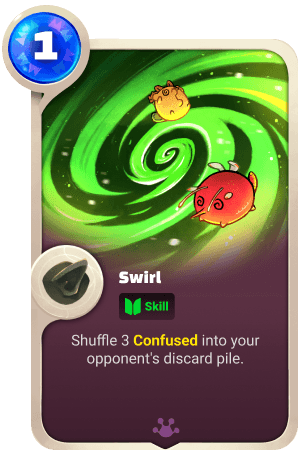 1
Swirl
Skill
Shuffle 3 Confused into your
opponent's discard pile.